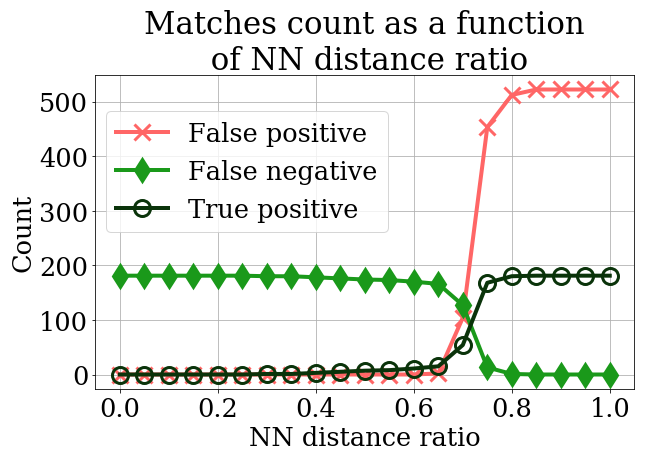 Matches count as a function
of NN distance ratio
500
400
300
200
100
0
Count
False positive
False negative
True positive
0.0 0.2 0.4 0.6 0.8 1.0
NN distance ratio